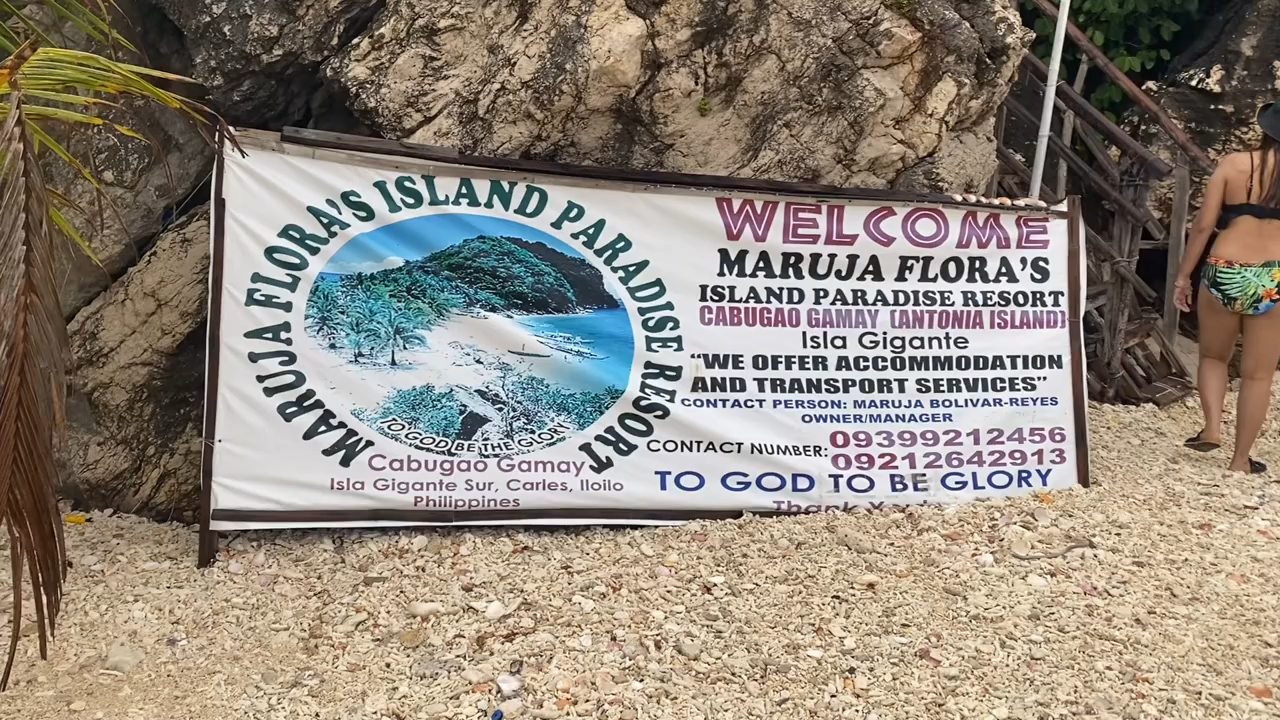 MARUJA FLORA'S ISLAND PARADISE RESORT
TO GOD BE THE GLORY
Cabugao Gamay
Isla Gigante Sur, Carles, Iloilo
Philippines
WELCOME
MARUJA FLORA'S
ISLAND PARADISE RESORT
CABUGAO GAMAY (ANTONIA ISLAND)
Isla Gigante
"WE OFFER ACCOMMODATION
AND TRANSPORT SERVICES"
CONTACT PERSON: MARUJA BOLIVAR-REYES
OWNER/MANAGER
CONTACT NUMBER: 09399212456
09212642913
TO GOD TO BE GLORY
Thank